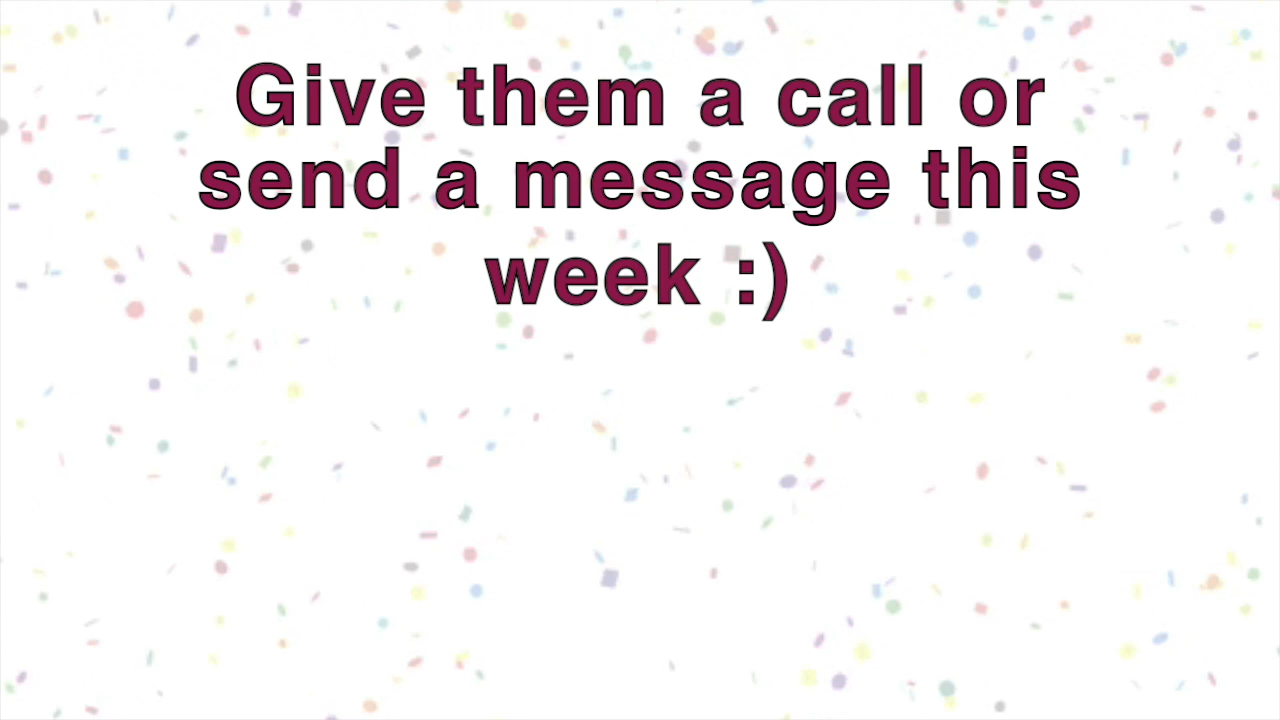 Give them a call or
send a message this
week :)